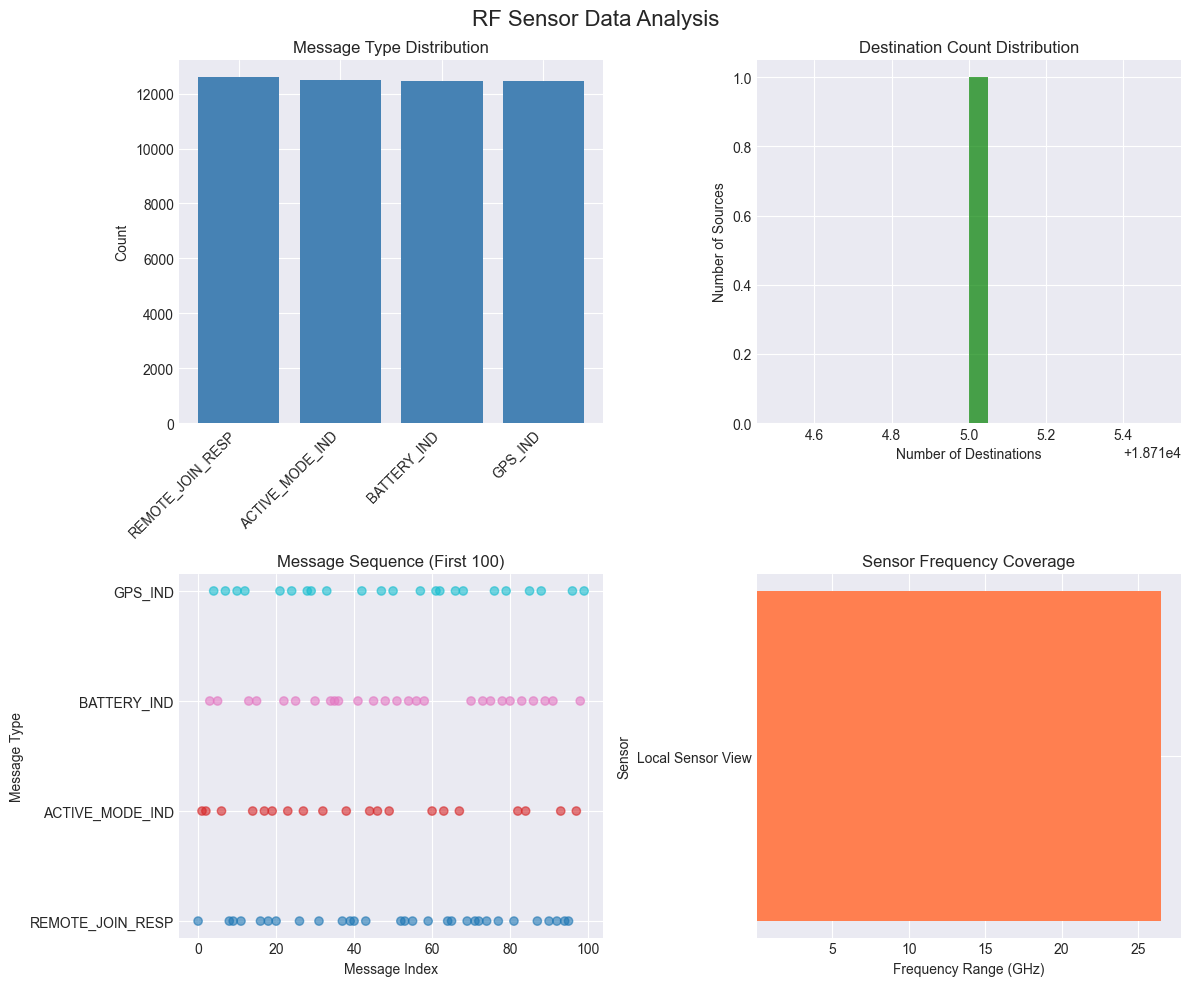 RF Sensor Data Analysis
Message Type Distribution
Count
12000
10000
8000
6000
4000
2000
0
REMOTE_JOIN_RESP
ACTIVE_MODE_IND
BATTERY_IND
GPS_IND
Destination Count Distribution
Number of Sources
1.0
0.8
0.6
0.4
0.2
0.0
4.6 4.8 5.0 5.2 5.4
Number of Destinations
+1.871e4
Message Sequence (First 100)
Message Type
GPS_IND
BATTERY_IND
ACTIVE_MODE_IND
REMOTE_JOIN_RESP
0 20 40 60 80 100
Message Index
Sensor Frequency Coverage
Sensor
Local Sensor View
5 10 15 20 25
Frequency Range (GHz)